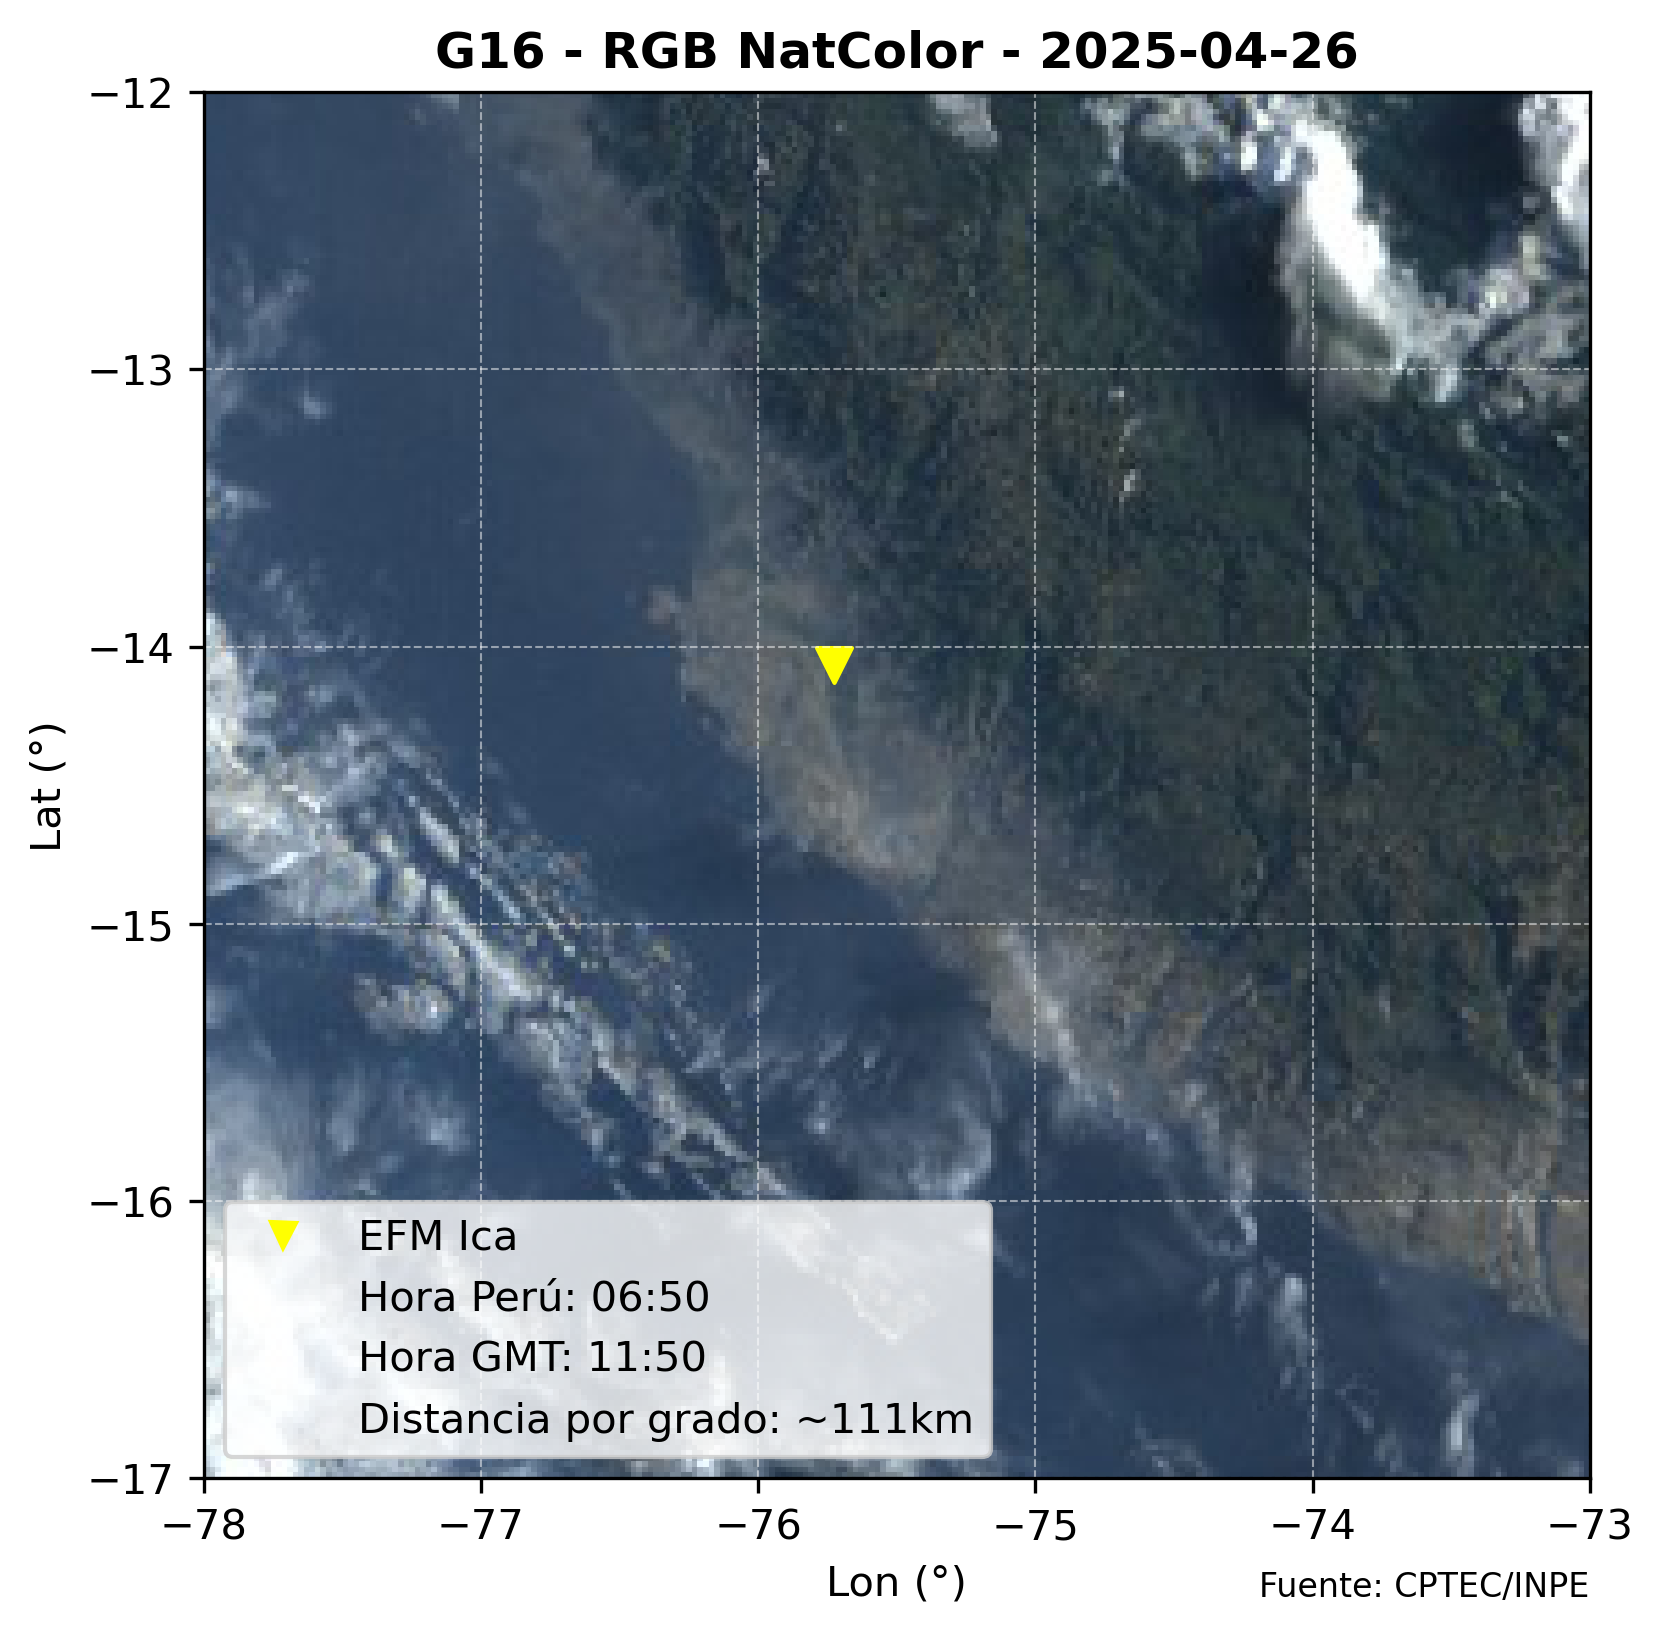 G16 - RGB NatColor - 2025-04-26
−12
−13
−14
−15
−16
−17
Lat (°)
EFM Ica
Hora Perú: 06:50
Hora GMT: 11:50
Distancia por grado: ~111km
−78 −77 −76 −75 −74 −73
Lon (°)
Fuente: CPTEC/INPE